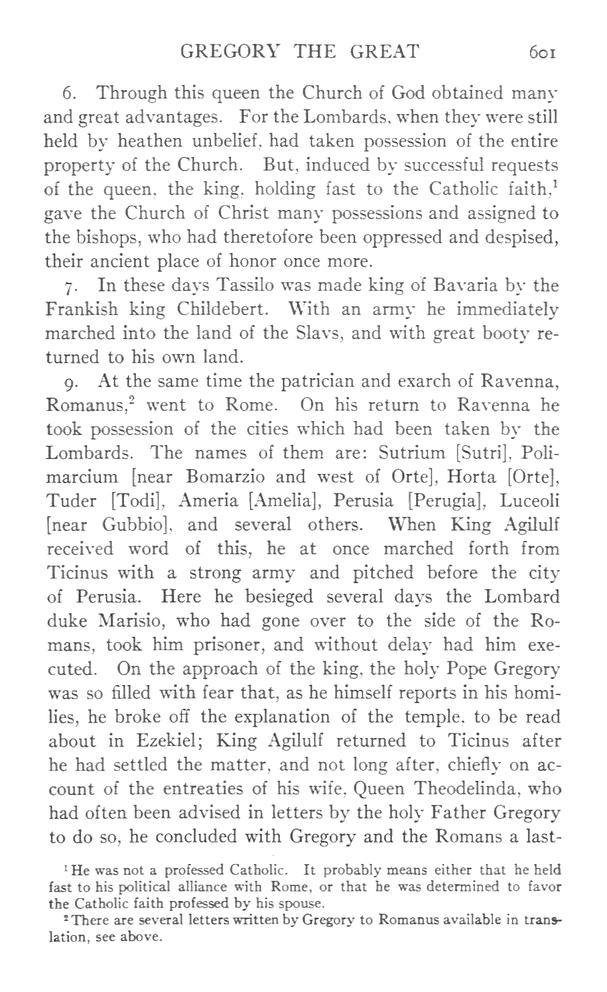 GREGORY THE GREAT 601
6. Through this queen the Church of God obtained many
and great advantages. For the Lombards, when they were still
held by heathen unbelief, had taken possession of the entire
property of the Church. But, induced by successful requests
of the queen, the king, holding fast to the Catholic faith,¹
gave the Church of Christ many possessions and assigned to
the bishops, who had theretofore been oppressed and despised,
their ancient place of honor once more.
7. In these days Tassilo was made king of Bavaria by the
Frankish king Childebert. With an army he immediately
marched into the land of the Slavs, and with great booty re-
turned to his own land.
9. At the same time the patrician and exarch of Ravenna,
Romanus,² went to Rome. On his return to Ravenna he
took possession of the cities which had been taken by the
Lombards. The names of them are: Sutrium [Sutri], Poli-
marcium [near Bomarzio and west of Orte], Horta [Orte],
Tuder [Todi], Ameria [Amelia], Perusia [Perugia], Luceoli
[near Gubbio], and several others. When King Agilulf
received word of this, he at once marched forth from
Ticinus with a strong army and pitched before the city
of Perusia. Here he besieged several days the Lombard
duke Marisio, who had gone over to the side of the Ro-
mans, took him prisoner, and without delay had him exe-
cuted. On the approach of the king, the holy Pope Gregory
was so filled with fear that, as he himself reports in his homi-
lies, he broke off the explanation of the temple, to be read
about in Ezekiel; King Agilulf returned to Ticinus after
he had settled the matter, and not long after, chiefly on ac-
count of the entreaties of his wife, Queen Theodelinda, who
had often been advised in letters by the holy Father Gregory
to do so, he concluded with Gregory and the Romans a last-
¹ He was not a professed Catholic. It probably means either that he held
fast to his political alliance with Rome, or that he was determined to favor
the Catholic faith professed by his spouse.
² There are several letters written by Gregory to Romanus available in trans-
lation, see above.